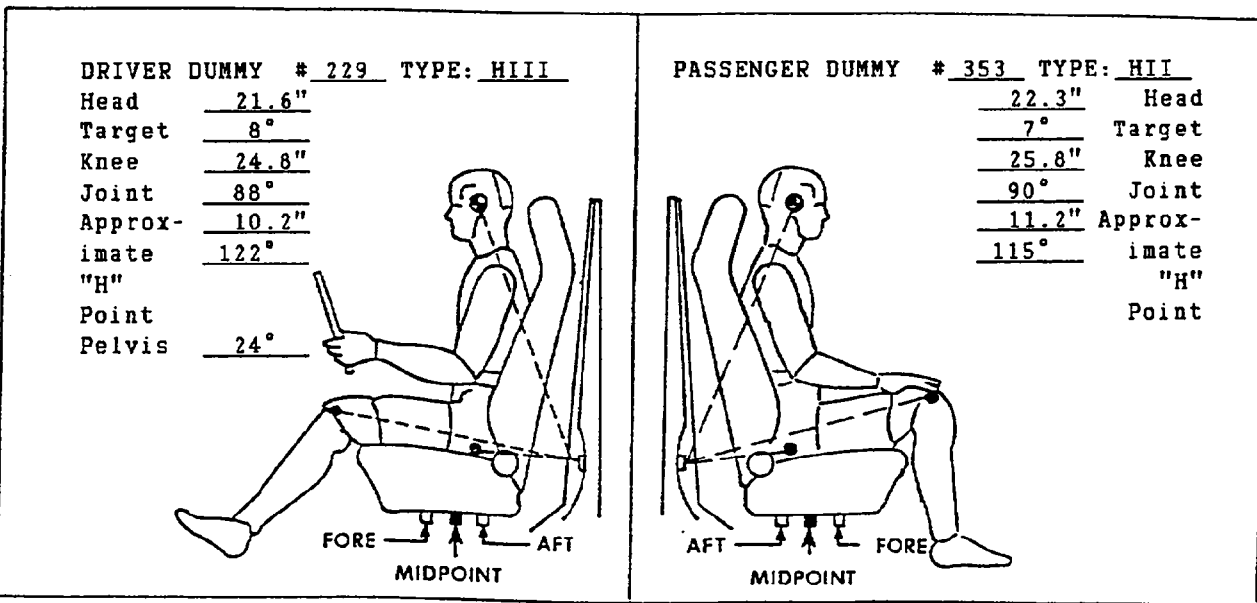 DRIVER DUMMY # 229 TYPE: HIII
Head 21.6"
Target 8°
Knee 24.8"
Joint 88°
Approx- 10.2"
imate 122°
"H"
Point
Pelvis 24°
FORE
AFT
MIDPOINT
PASSENGER DUMMY # 353 TYPE: HII
22.3" Head
7° Target
25.8" Knee
90° Joint
11.2" Approx-
115° imate
"H"
Point
AFT
FORE
MIDPOINT